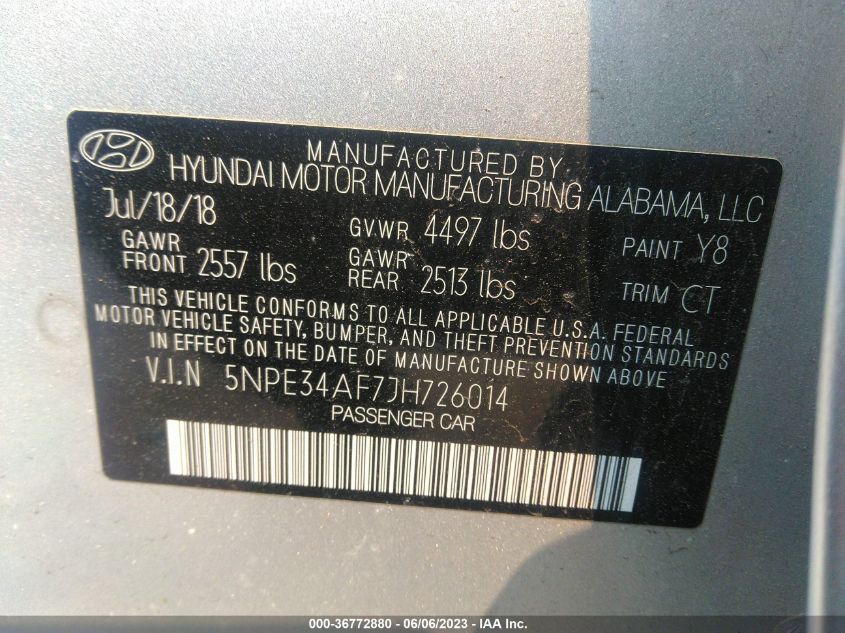 MANUFACTURED BY
HYUNDAI MOTOR MANUFACTURING ALABAMA, LLC
Jul/18/18
GVWR 4497 lbs
PAINT Y8
GAWR FRONT 2557 lbs
GAWR REAR 2513 lbs
TRIM CT
THIS VEHICLE CONFORMS TO ALL APPLICABLE U.S.A. FEDERAL
MOTOR VEHICLE SAFETY, BUMPER, AND THEFT PREVENTION STANDARDS
IN EFFECT ON THE DATE OF MANUFACTURE SHOWN ABOVE
V.I.N 5NPE34AF7JH726014
PASSENGER CAR
000-36772880 - 06/06/2023 - IAA Inc.